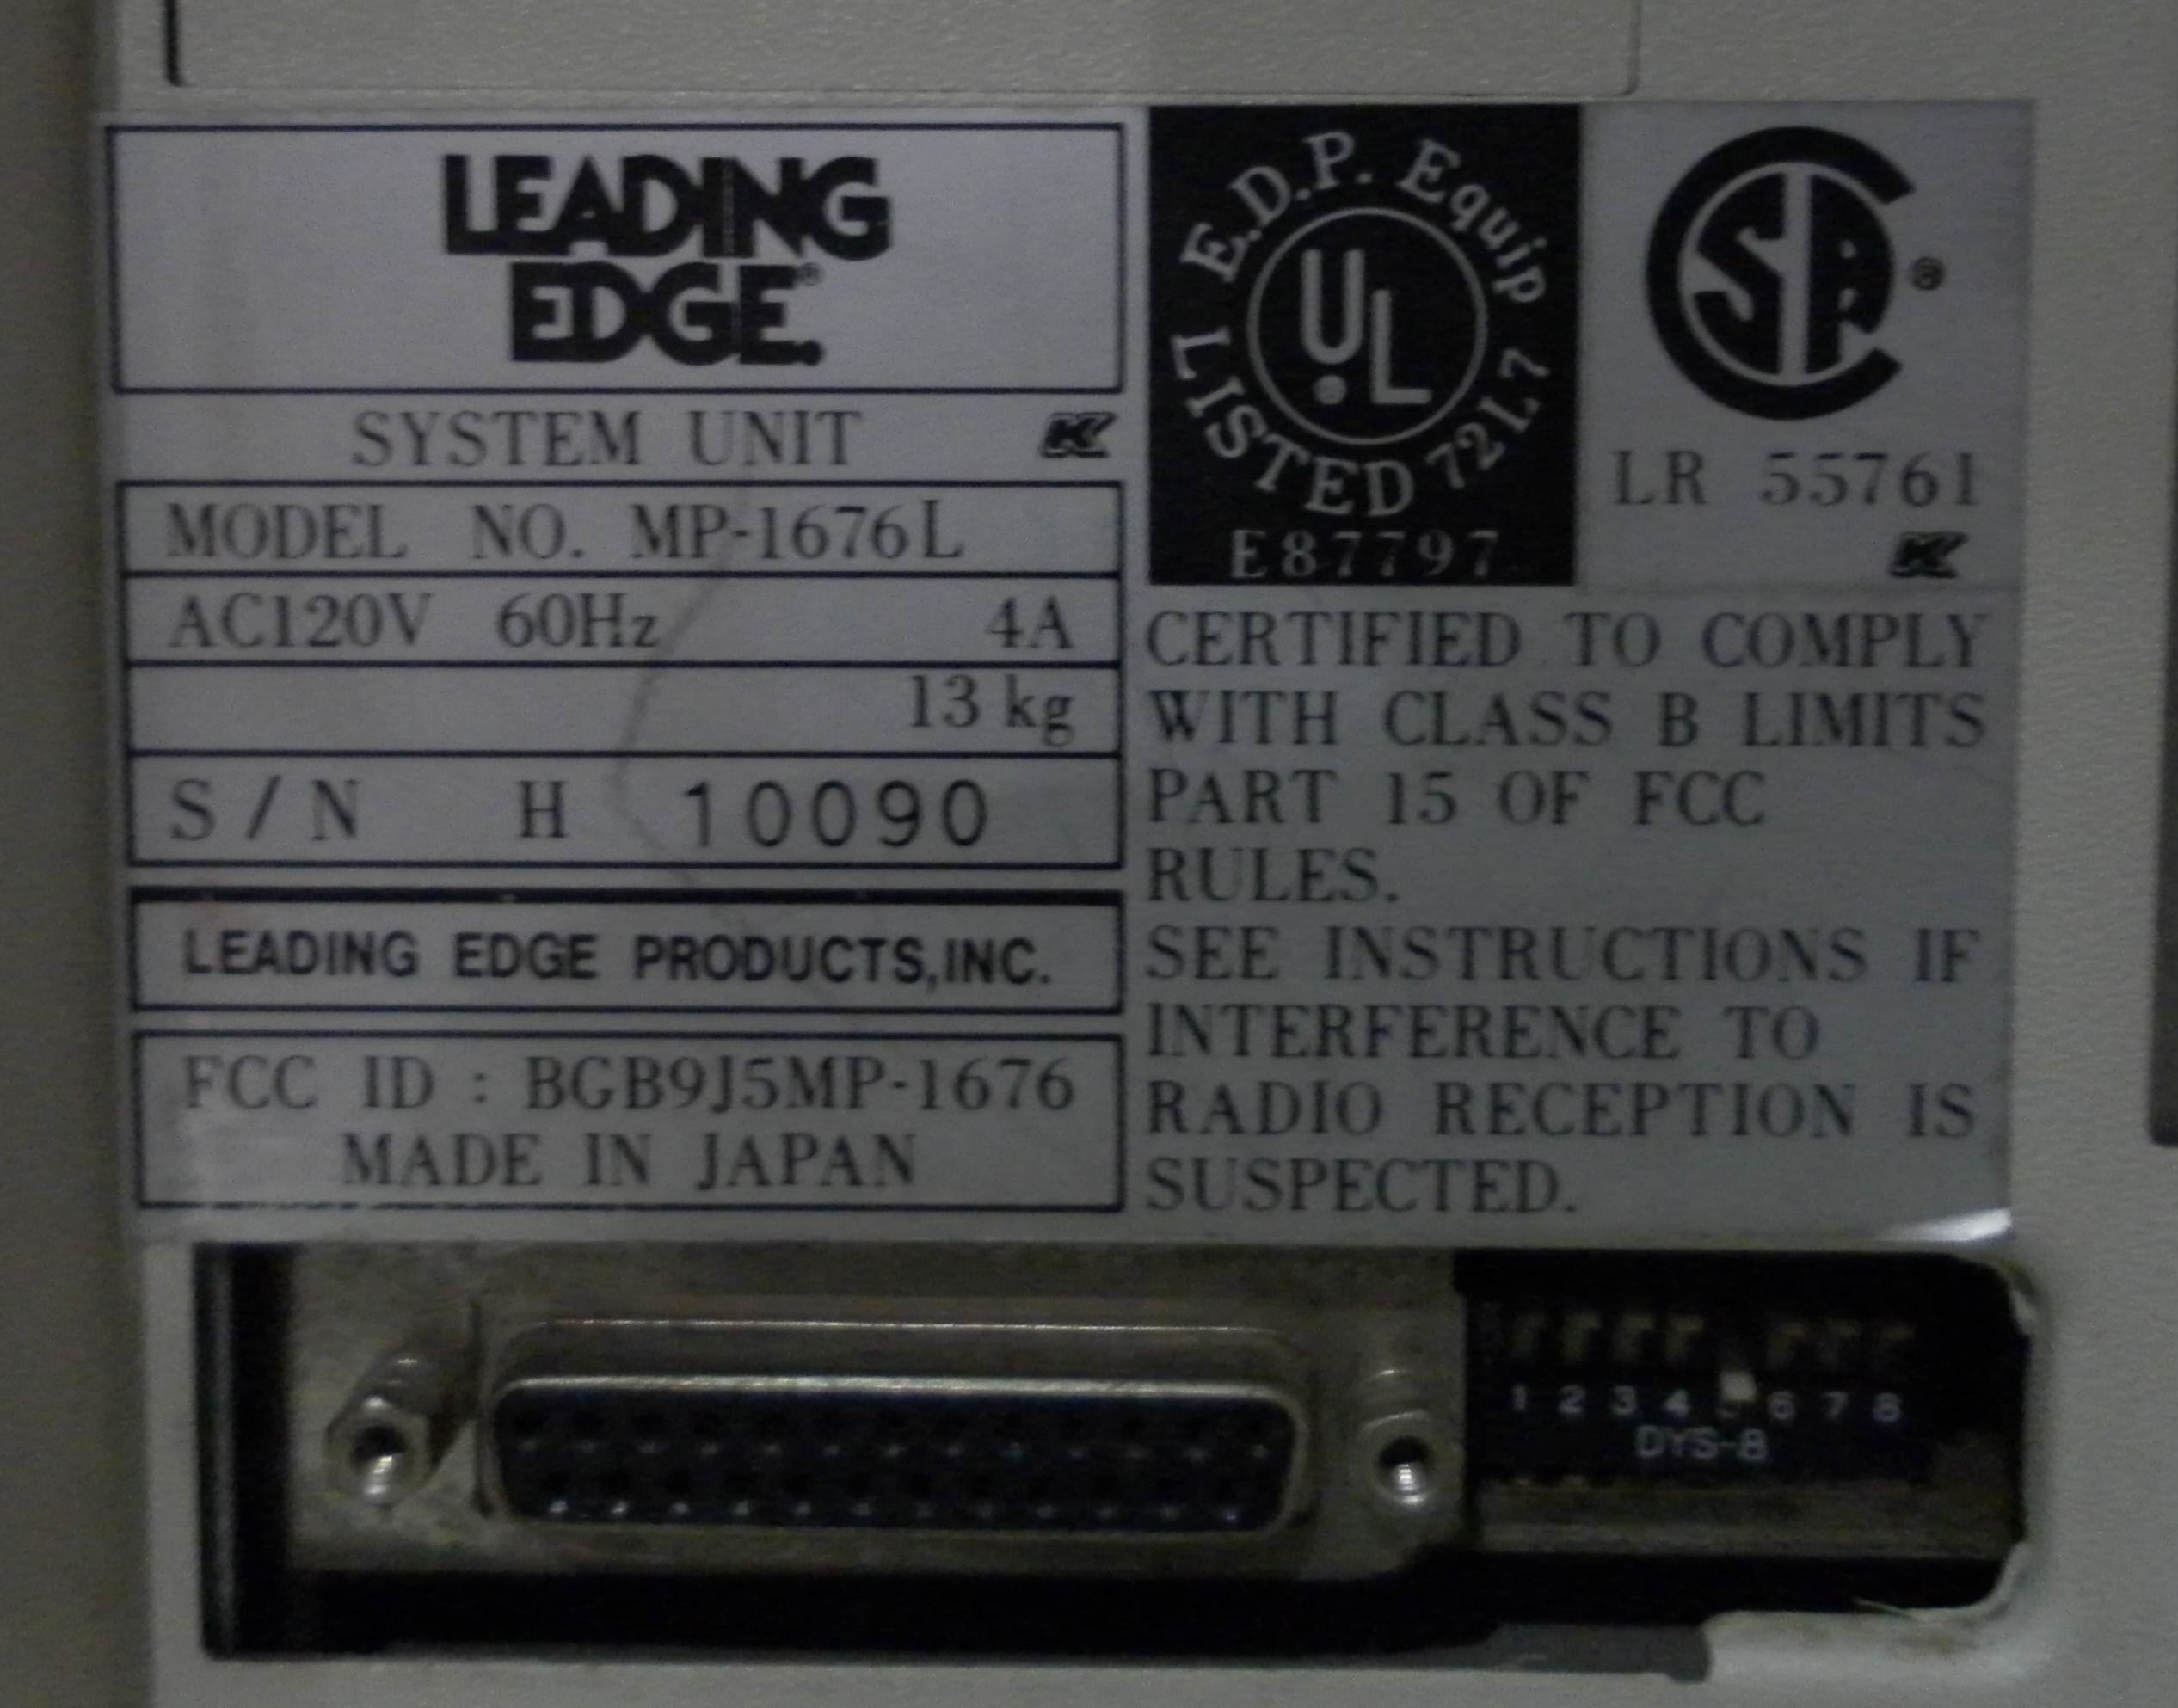 LEADING
EDGE®
SYSTEM UNIT K
MODEL NO. MP-1676L
AC120V 60Hz 4A
13 kg
S/N H 10090
LEADING EDGE PRODUCTS,INC.
FCC ID : BGB9J5MP-1676
MADE IN JAPAN
E.D.P. Equip
UL
®
LISTED 72L7
E87797
SA ®
LR 55761
K
CERTIFIED TO COMPLY
WITH CLASS B LIMITS
PART 15 OF FCC
RULES.
SEE INSTRUCTIONS IF
INTERFERENCE TO
RADIO RECEPTION IS
SUSPECTED.
1 2 3 4 5 6 7 8
DYS-8